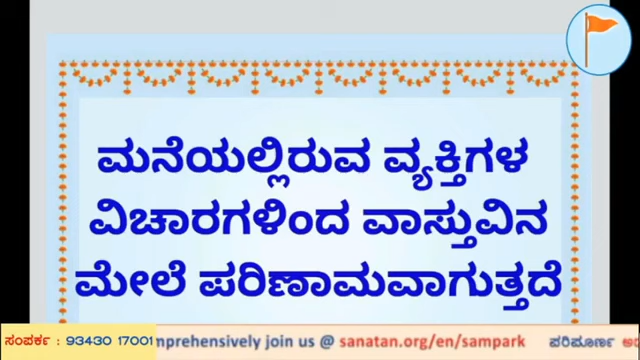 ಮನೆಯಲ್ಲಿರುವ ವ್ಯಕ್ತಿಗಳ
ವಿಚಾರಗಳಿಂದ ವಾಸ್ತುವಿನ
ಮೇಲೆ ಪರಿಣಾಮವಾಗುತ್ತದೆ
ಸಂಪರ್ಕ : 93430 17001 mprehensively join us @ sanatan.org/en/sampark ಪರಿಪೂರ್ಣ